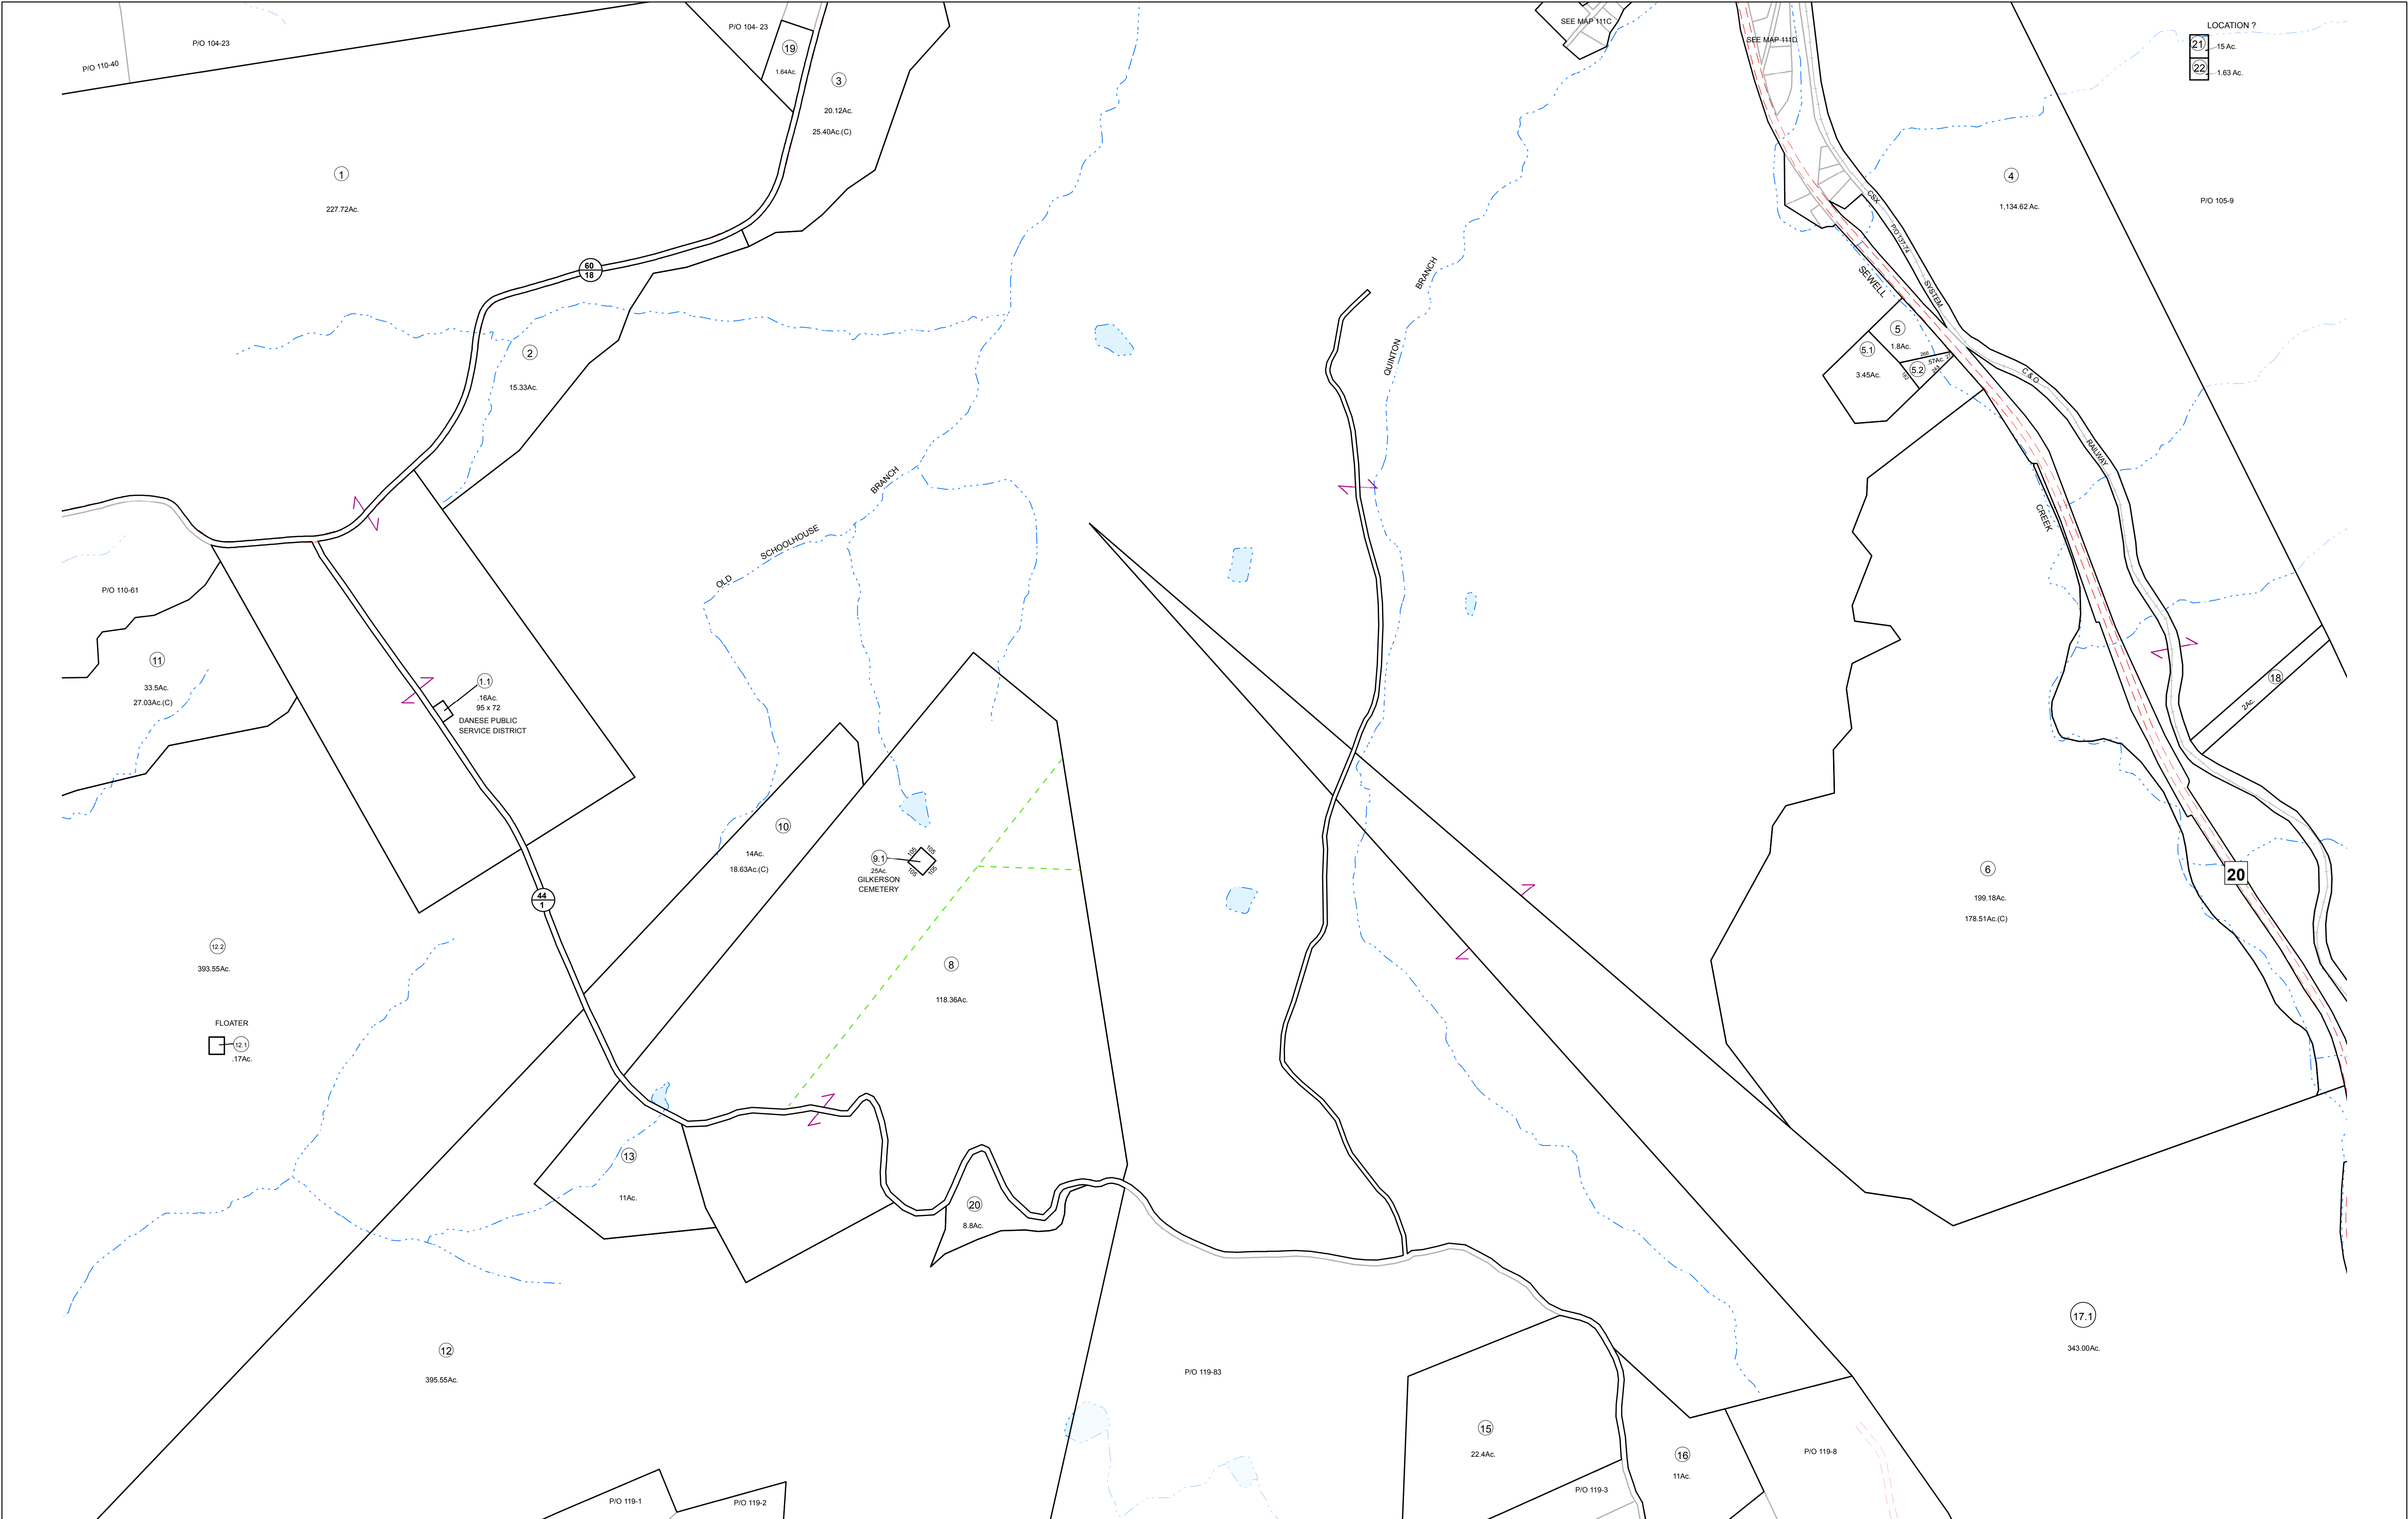 P/O 104-23
P/O 110-40
P/O 104- 23
19
1.64Ac.
3
20.12Ac.
25.40Ac.(C)
SEE MAP 111C
SEE MAP 111D
LOCATION ?
21
15 Ac.
22
1.63 Ac.
1
227.72Ac.
4
1,134.62 Ac.
P/O 105-9
CSX
P/O 137.74
SYSTEM
60
18
SEWELL
BRANCH
QUINTON
2
15.33Ac.
5
1.8Ac.
5.1
3.45Ac.
266
.57Ac.
5.2
C & O
RAILWAY
BRANCH
SCHOOLHOUSE
OLD
CREEK
P/O 110-61
11
33.5Ac.
27.03Ac.(C)
1.1
.16Ac.
95 x 72
DANESE PUBLIC
SERVICE DISTRICT
18
2Ac.
10
14Ac.
18.63Ac.(C)
9.1
.25Ac.
GILKERSON
CEMETERY
105
105
105
105
6
199.18Ac.
178.51Ac.(C)
20
44
1
12.2
393.55Ac.
8
118.36Ac.
FLOATER
12.1
.17Ac.
13
11Ac.
20
8.8Ac.
17.1
343.00Ac.
12
395.55Ac.
P/O 119-83
15
22.4Ac.
16
11Ac.
P/O 119-8
P/O 119-1
P/O 119-2
P/O 119-3